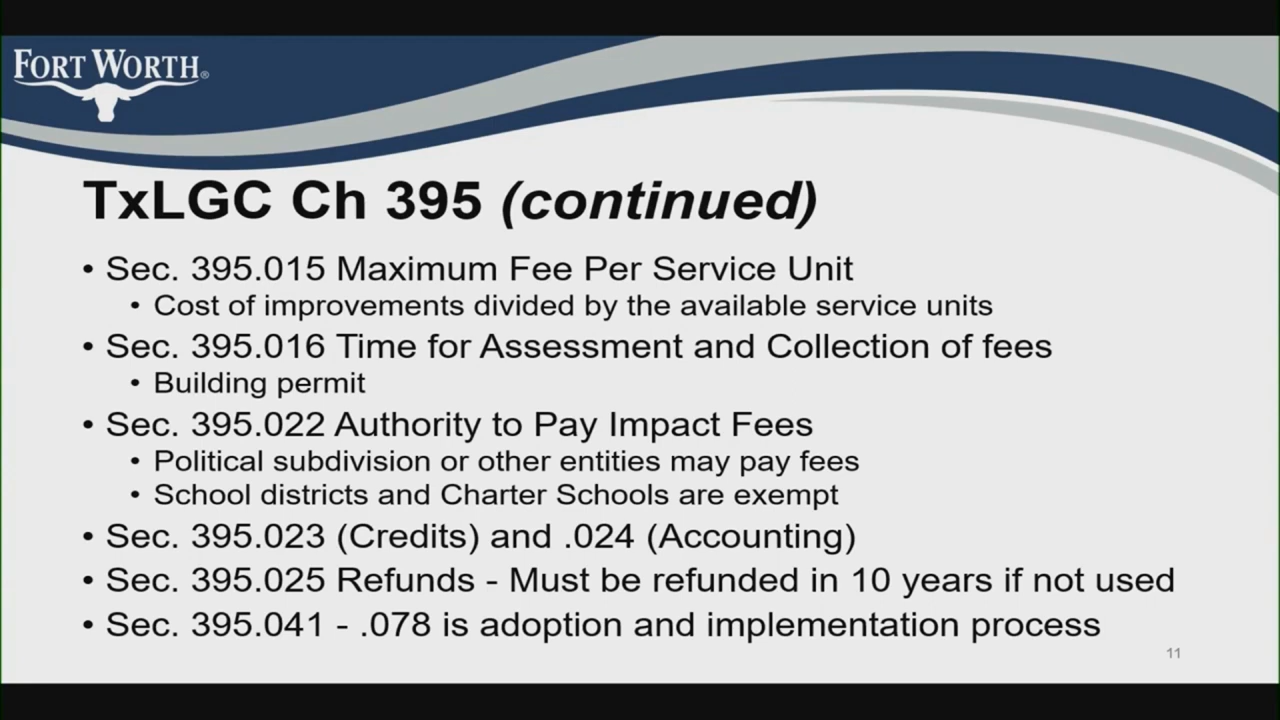 FORT WORTH®
TxLGC Ch 395 (continued)
• Sec. 395.015 Maximum Fee Per Service Unit
• Cost of improvements divided by the available service units
• Sec. 395.016 Time for Assessment and Collection of fees
• Building permit
• Sec. 395.022 Authority to Pay Impact Fees
• Political subdivision or other entities may pay fees
• School districts and Charter Schools are exempt
• Sec. 395.023 (Credits) and .024 (Accounting)
• Sec. 395.025 Refunds - Must be refunded in 10 years if not used
• Sec. 395.041 - .078 is adoption and implementation process
11